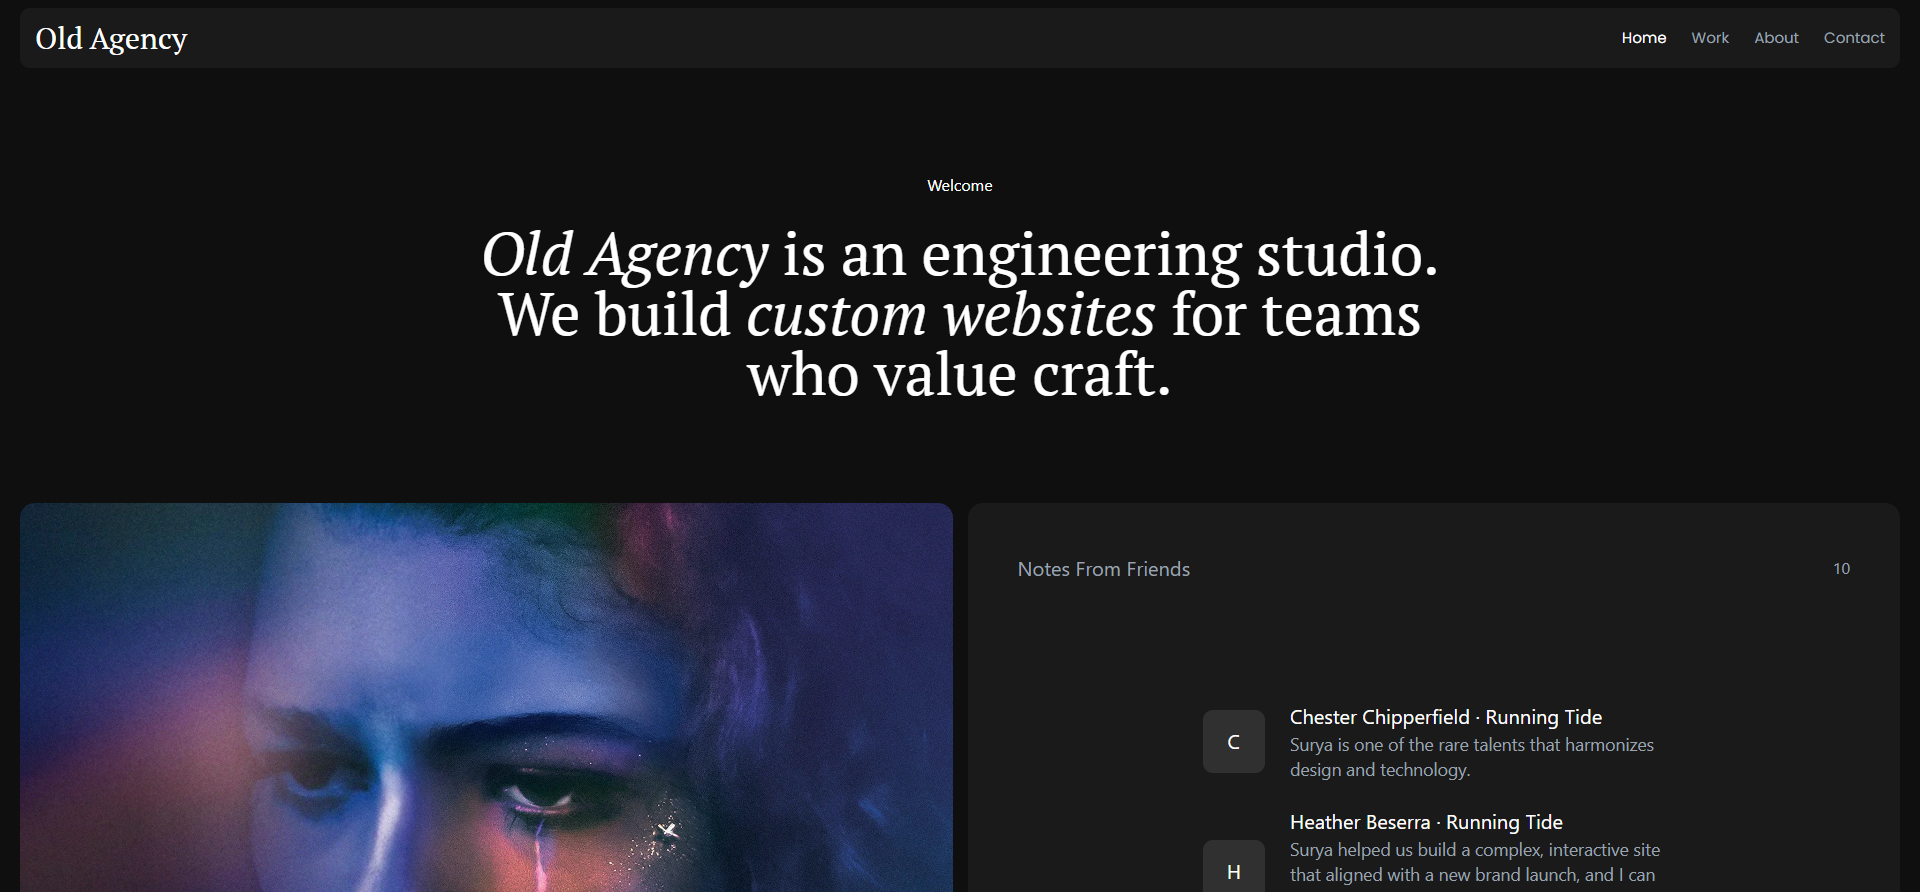 Old Agency
Home Work About Contact
Welcome
Old Agency is an engineering studio.
We build custom websites for teams
who value craft.
Notes From Friends 10
C
Chester Chipperfield · Running Tide
Surya is one of the rare talents that harmonizes
design and technology.
H
Heather Beserra · Running Tide
Surya helped us build a complex, interactive site
that aligned with a new brand launch, and I can